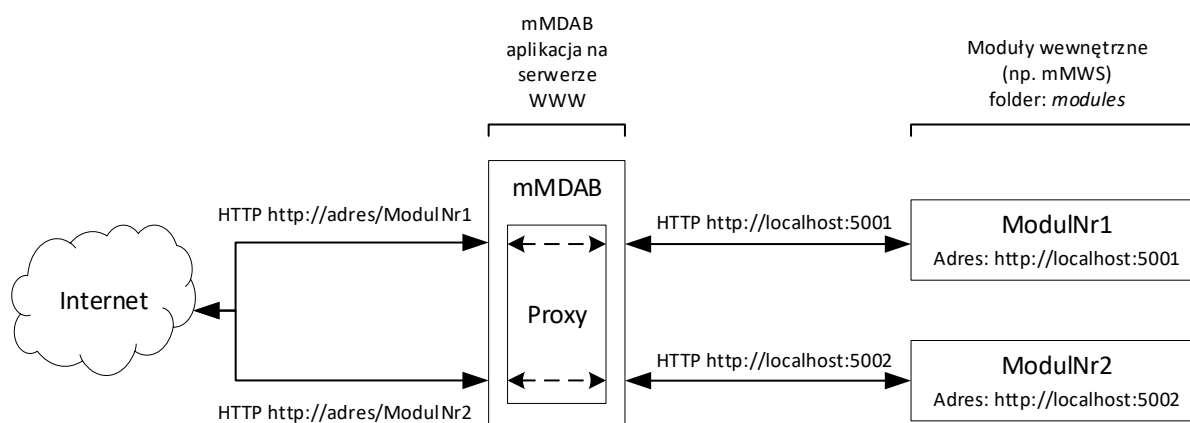 mMDAB
aplikacja na
serwerze
WWW
Moduły wewnętrzne
(np. mMWS)
folder: modules
mMDAB
HTTP http://adres/ModulNr1
HTTP http://localhost:5001
ModulNr1
Adres: http://localhost:5001
Internet
Proxy
HTTP http://localhost:5002
ModulNr2
Adres: http://localhost:5002
HTTP http://adres/ModulNr2